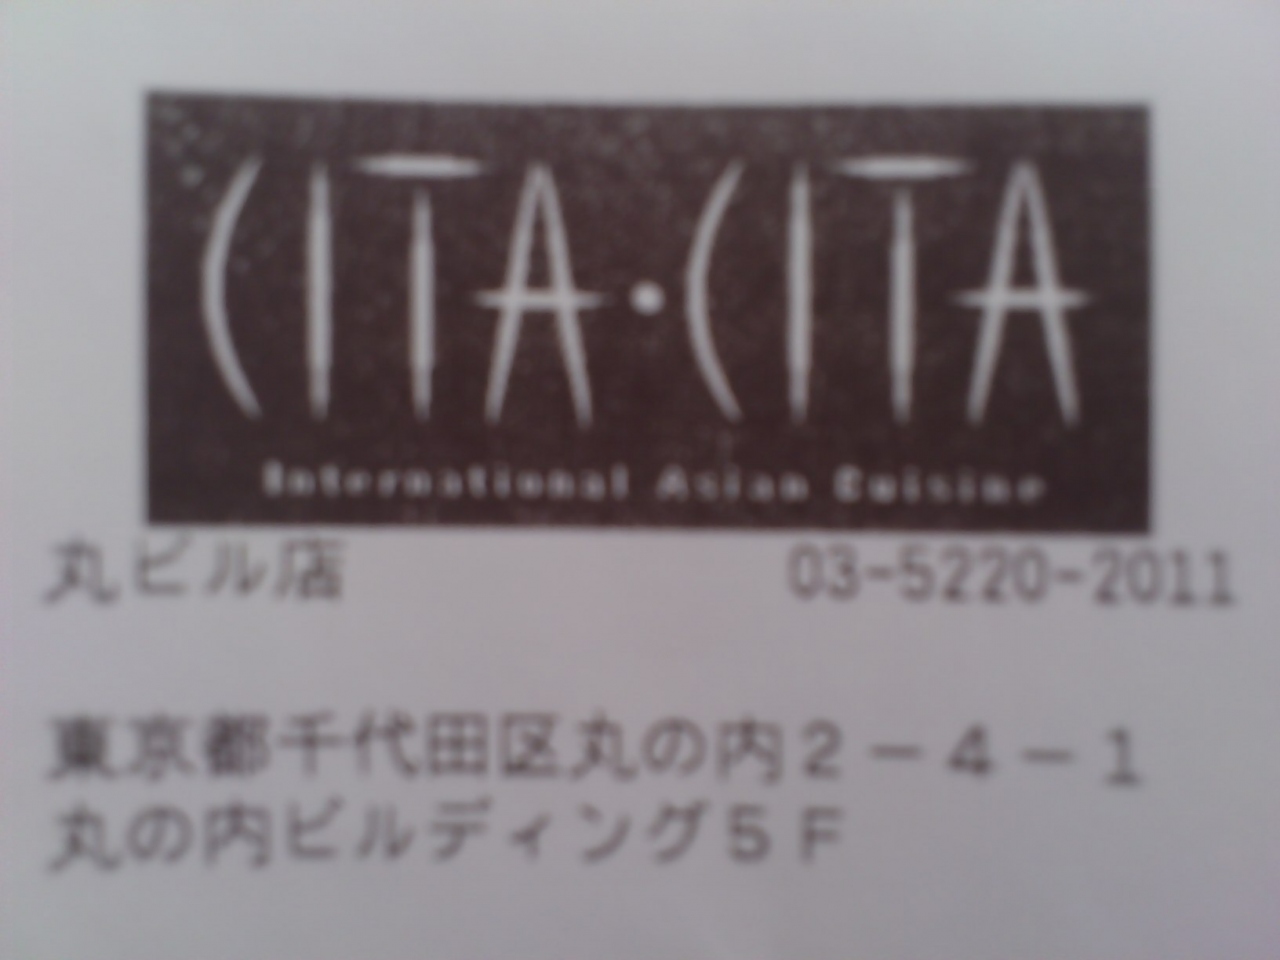 CITA・CITA
International Asian Cuisine
丸ビル店 03-5220-2011
東京都千代田区丸の内2－4－1
丸の内ビルディング5F